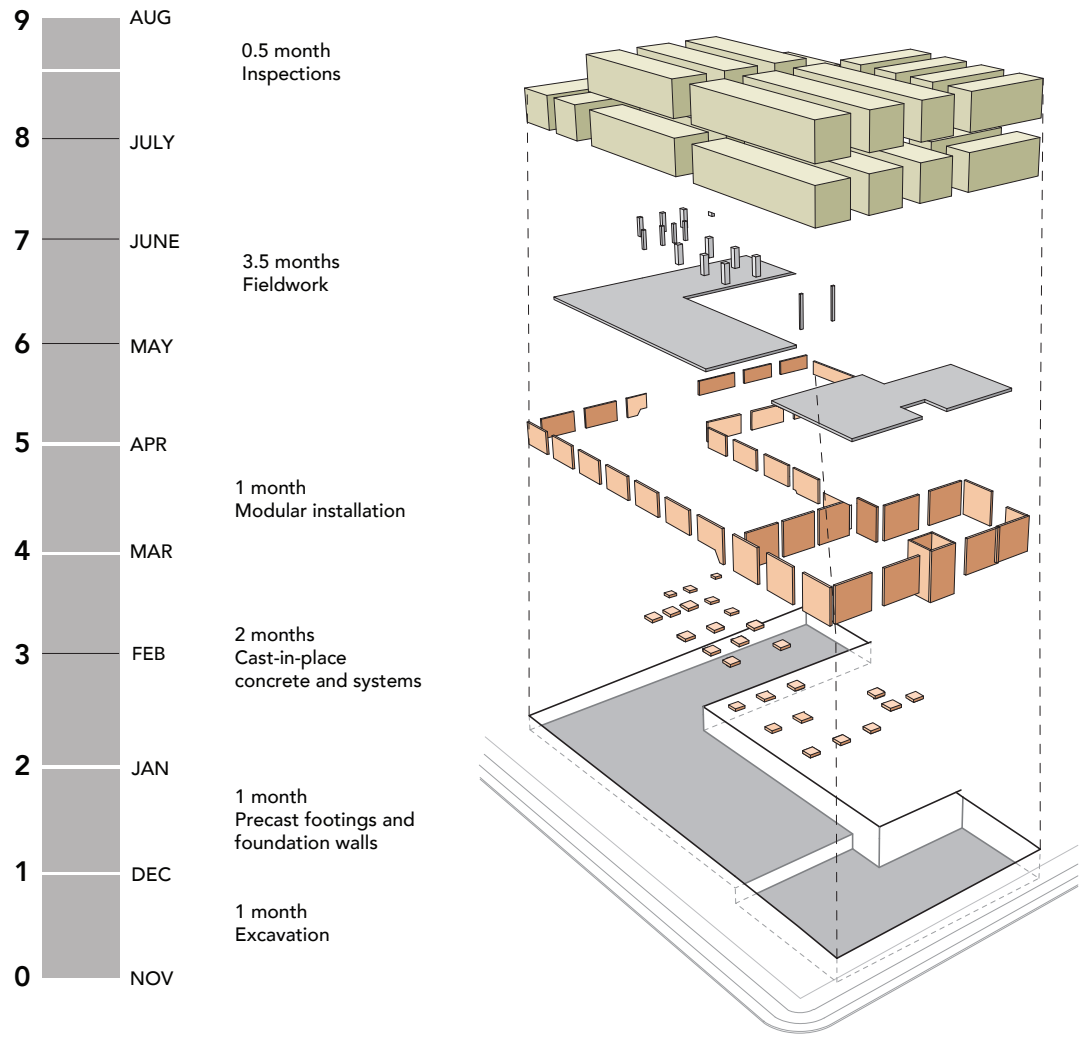 9 AUG
0.5 month
Inspections
8 JULY
7 JUNE
3.5 months
Fieldwork
6 MAY
5 APR
1 month
Modular installation
4 MAR
2 months
Cast-in-place
concrete and systems
3 FEB
2 JAN
1 month
Precast footings and
foundation walls
1 DEC
1 month
Excavation
0 NOV